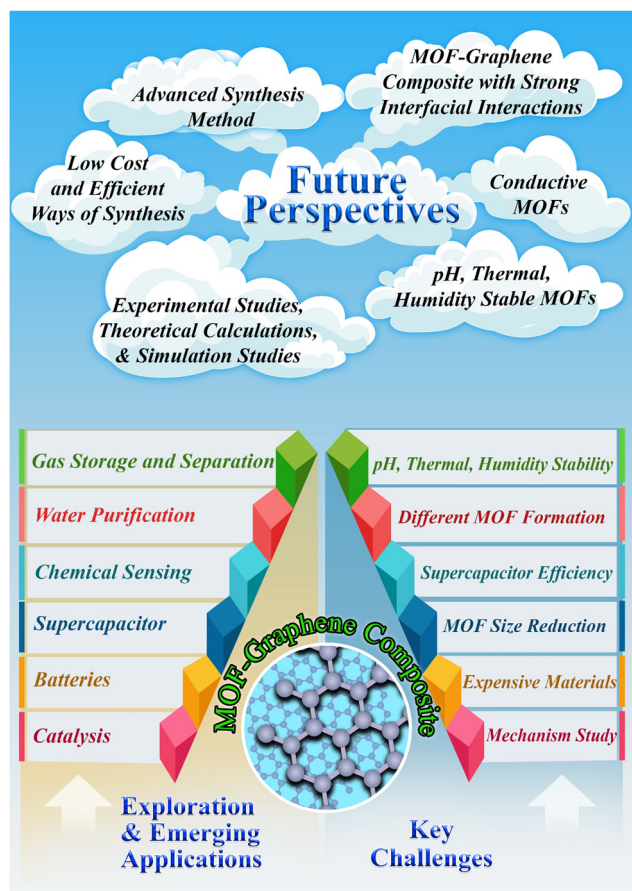 Advanced Synthesis
Method
MOF-Graphene
Composite with Strong
Interfacial Interactions
Low Cost
and Efficient
Ways of Synthesis
Future
Perspectives
Conductive
MOFs
Experimental Studies,
Theoretical Calculations,
& Simulation Studies
pH, Thermal,
Humidity Stable MOFs
Gas Storage and Separation
Water Purification
Chemical Sensing
Supercapacitor
Batteries
Catalysis
pH, Thermal, Humidity Stability
Different MOF Formation
Supercapacitor Efficiency
MOF Size Reduction
Expensive Materials
Mechanism Study
MOF-Graphene Composite
Exploration
& Emerging
Applications
Key
Challenges